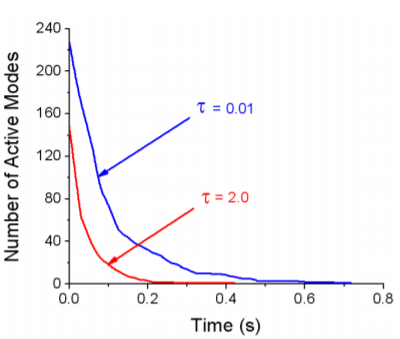 240
200
160
120
80
40
0
Number of Active Modes
τ = 0.01
τ = 2.0
0.0 0.2 0.4 0.6 0.8
Time (s)